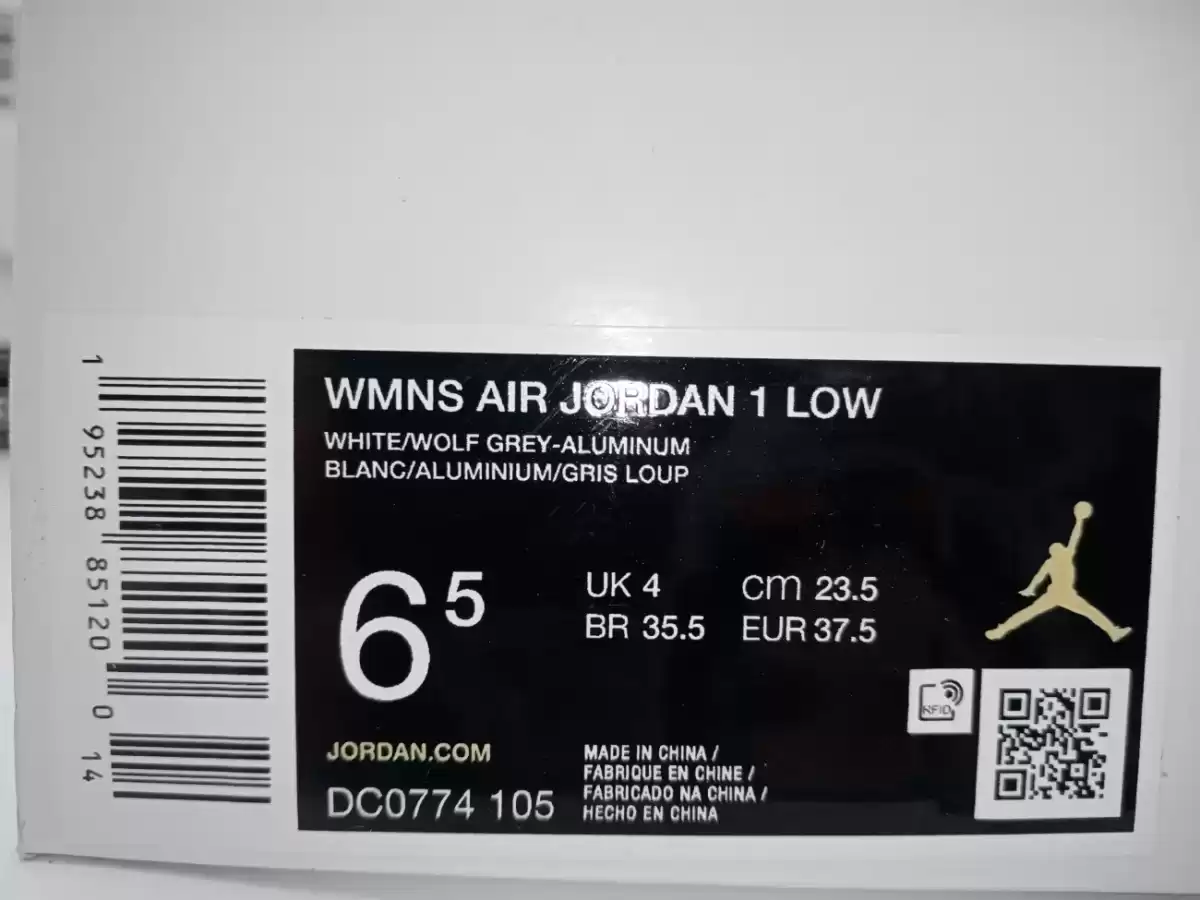 1 95238 85120 0 14
WMNS AIR JORDAN 1 LOW
WHITE/WOLF GREY-ALUMINUM
BLANC/ALUMINIUM/GRIS LOUP
6 5
UK 4 cm 23.5
BR 35.5 EUR 37.5
RFID
JORDAN.COM
DC0774 105
MADE IN CHINA /
FABRIQUE EN CHINE /
FABRICADO NA CHINA /
HECHO EN CHINA